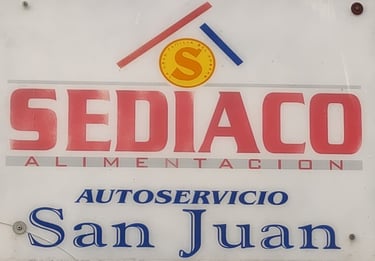 S
SEDIACO
ALIMENTACION
AUTOSERVICIO
San Juan